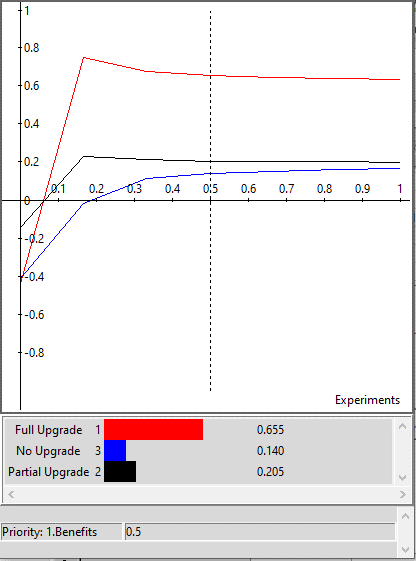 1
0.8
0.6
0.4
0.2
0.1 0.2 0.3 0.4 0.5 0.6 0.7 0.8 0.9 1
0
-0.2
-0.4
-0.6
-0.8
Experiments
Full Upgrade 1 0.655
No Upgrade 3 0.140
Partial Upgrade 2 0.205
Priority: 1.Benefits 0.5